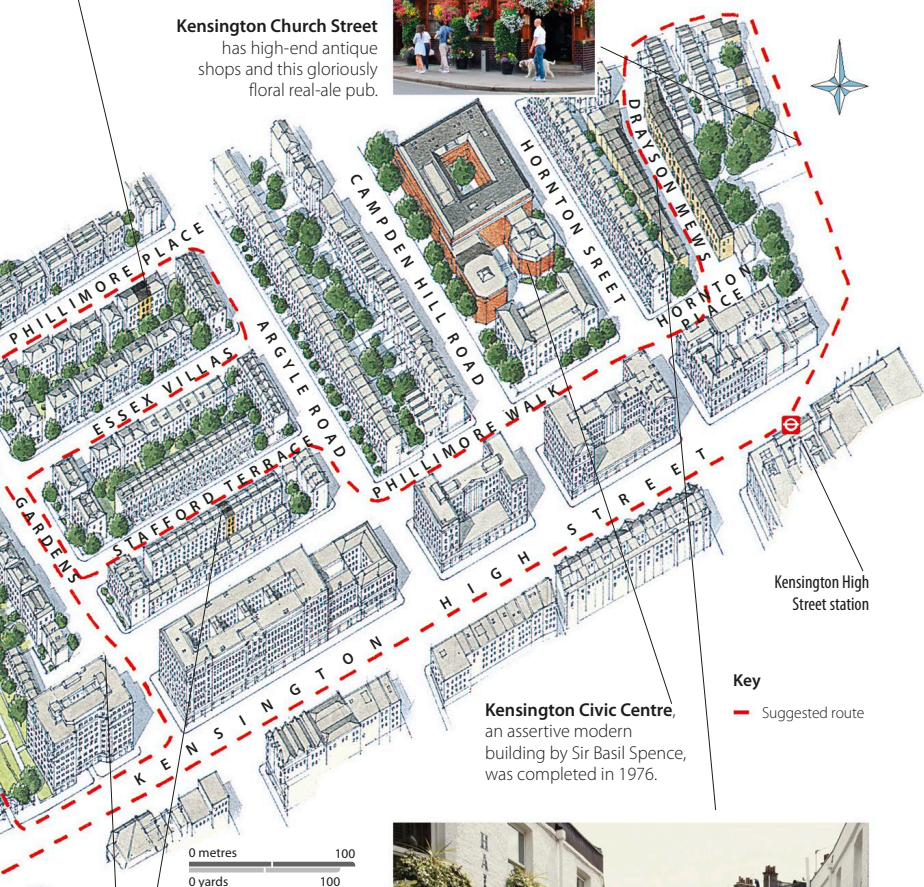 Kensington Church Street
has high-end antique
shops and this gloriously
floral real-ale pub.
DRAYSON MEWS
HORNTON STREET
CAMPDEN HILL ROAD
PHILLIMORE PLACE
HORNTON
PLACE
ARGYLE ROAD
ESSEX VILLAS
PHILLIMORE WALK
STAFFORD TERRACE
GARDENS
KENSINGTON HIGH STREET
Kensington High
Street station
Key
Suggested route
Kensington Civic Centre,
an assertive modern
building by Sir Basil Spence,
was completed in 1976.
0 metres 100
0 yards 100